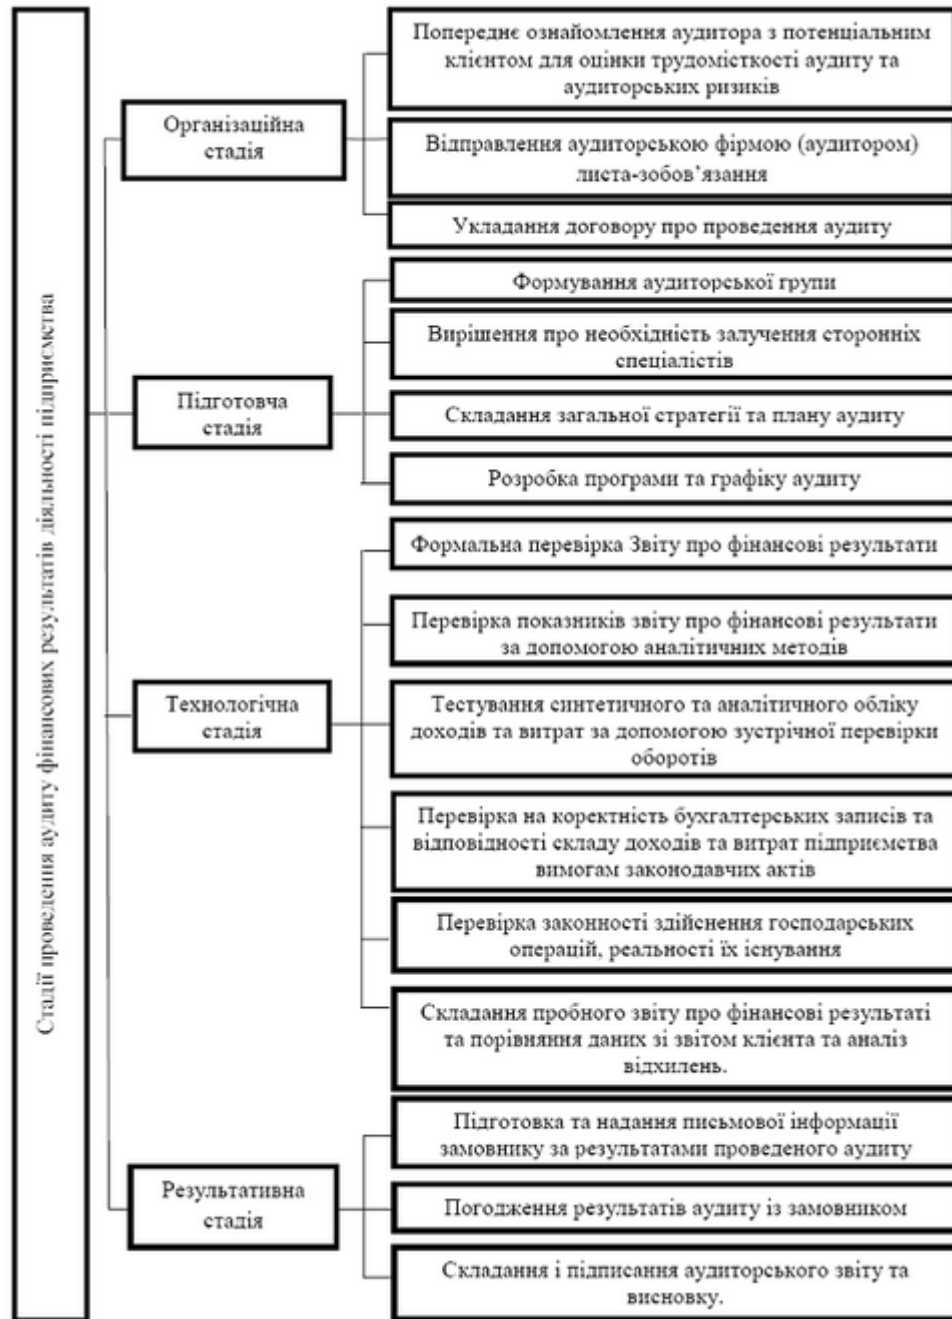 Стадії проведення аудиту фінансових результатів діяльності підприємства
Організаційна
стадія
Попереднє ознайомлення аудитора з потенціальним
клієнтом для оцінки трудомісткості аудиту та
аудиторських ризиків
Відправлення аудиторською фірмою (аудитором)
листа-зобов’язання
Укладання договору про проведення аудиту
Підготовча
стадія
Формування аудиторської групи
Вирішення про необхідність залучення сторонніх
спеціалістів
Складання загальної стратегії та плану аудиту
Розробка програми та графіку аудиту
Технологічна
стадія
Формальна перевірка Звіту про фінансові результати
Перевірка показників звіту про фінансові результати
за допомогою аналітичних методів
Тестування синтетичного та аналітичного обліку
доходів та витрат за допомогою зустрічної перевірки
оборотів
Перевірка на коректність бухгалтерських записів та
відповідності складу доходів та витрат підприємства
вимогам законодавчих актів
Перевірка законності здійснення господарських
операцій, реальності їх існування
Складання пробного звіту про фінансові результаті
та порівняння даних зі звітом клієнта та аналіз
відхилень.
Результативна
стадія
Підготовка та надання письмової інформації
замовнику за результатами проведеного аудиту
Погодження результатів аудиту із замовником
Складання і підписання аудиторського звіту та
висновку.